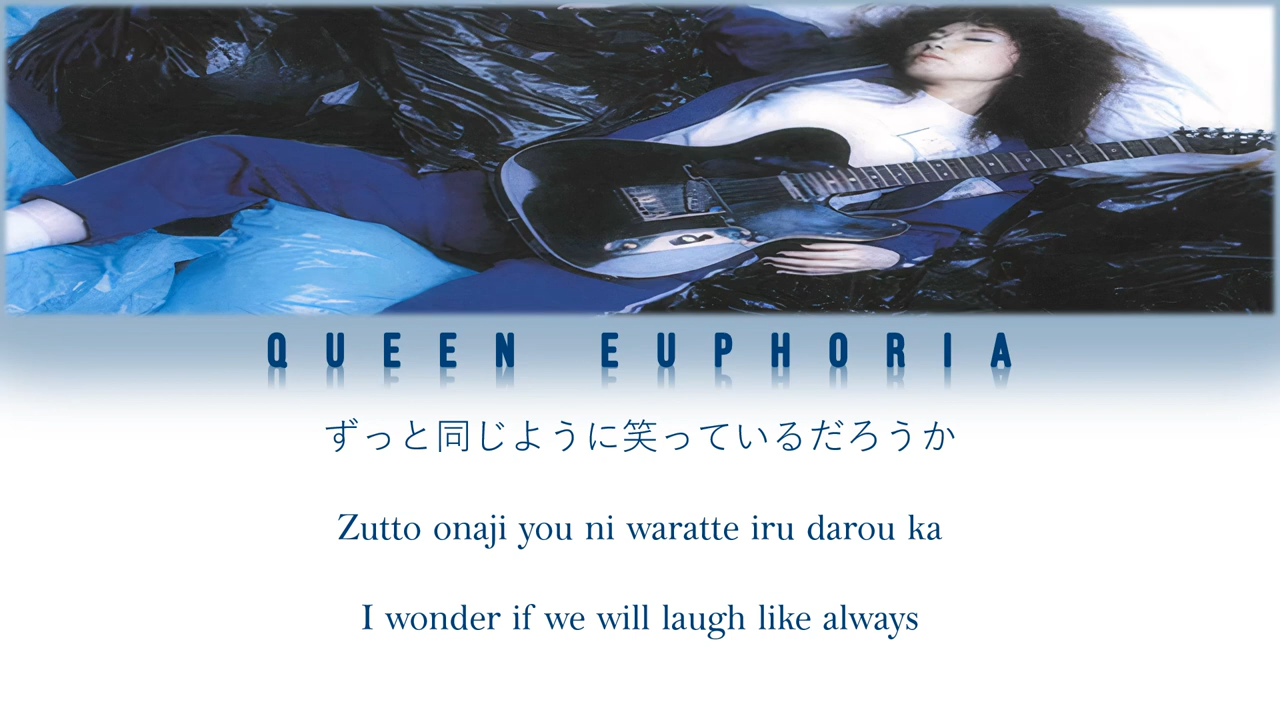 QUEEN EUPHORIA
ずっと同じように笑っているだろうか
Zutto onaji you ni waratte iru darou ka
I wonder if we will laugh like always